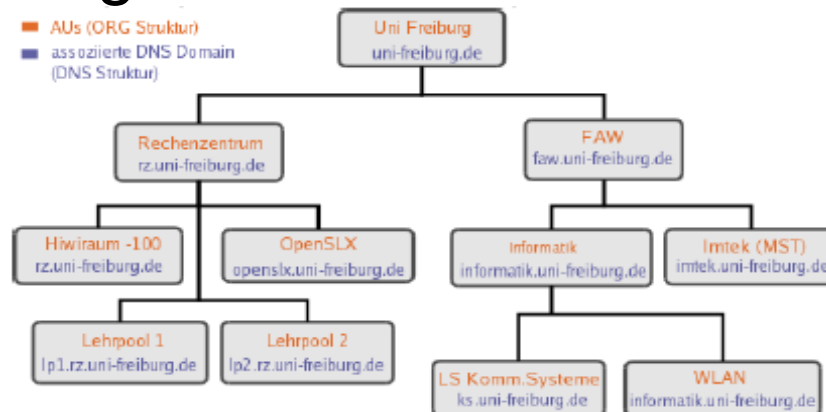 AUs (ORG Struktur)
assoziierte DNS Domain
(DNS Struktur)
Uni Freiburg
uni-freiburg.de
Rechenzentrum
rz.uni-freiburg.de
FAW
faw.uni-freiburg.de
Hiwiraum -100
rz.uni-freiburg.de
OpenSLX
openslx.uni-freiburg.de
Informatik
informatik.uni-freiburg.de
Imtek (MST)
imtek.uni-freiburg.de
Lehrpool 1
lp1.rz.uni-freiburg.de
Lehrpool 2
lp2.rz.uni-freiburg.de
LS Komm.Systeme
ks.uni-freiburg.de
WLAN
informatik.uni-freiburg.de